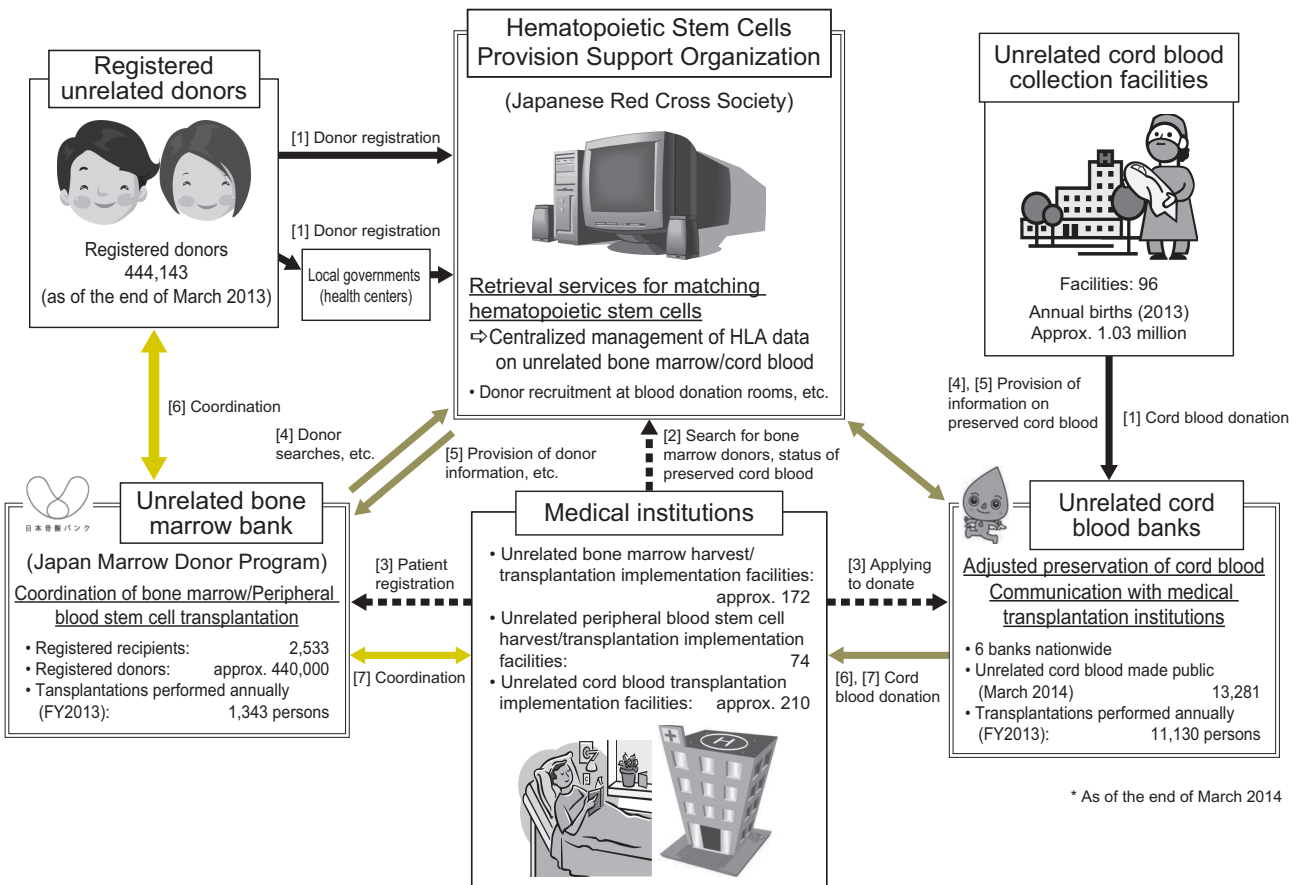 Registered
unrelated donors
Registered donors
444,143
(as of the end of March 2013)
[1] Donor registration
[1] Donor registration
Local governments
(health centers)
Hematopoietic Stem Cells
Provision Support Organization
(Japanese Red Cross Society)
Retrieval services for matching
hematopoietic stem cells
⇨Centralized management of HLA data
on unrelated bone marrow/cord blood
• Donor recruitment at blood donation rooms, etc.
Unrelated cord blood
collection facilities
H
Facilities: 96
Annual births (2013)
Approx. 1.03 million
[6] Coordination
[4] Donor
searches, etc.
[5] Provision of donor
information, etc.
[2] Search for bone
marrow donors, status of
preserved cord blood
[4], [5] Provision of
information on
preserved cord blood
[1] Cord blood donation
日本骨髄バンク
Unrelated bone
marrow bank
(Japan Marrow Donor Program)
Coordination of bone marrow/Peripheral
blood stem cell transplantation
• Registered recipients: 2,533
• Registered donors: approx. 440,000
• Tansplantations performed annually
(FY2013): 1,343 persons
[3] Patient
registration
[7] Coordination
Medical institutions
• Unrelated bone marrow harvest/
transplantation implementation facilities:
approx. 172
• Unrelated peripheral blood stem cell
harvest/transplantation implementation
facilities: 74
• Unrelated cord blood transplantation
implementation facilities: approx. 210
H
[3] Applying
to donate
[6], [7] Cord
blood donation
Unrelated cord
blood banks
Adjusted preservation of cord blood
Communication with medical
transplantation institutions
• 6 banks nationwide
• Unrelated cord blood made public
(March 2014) 13,281
• Transplantations performed annually
(FY2013): 11,130 persons
* As of the end of March 2014